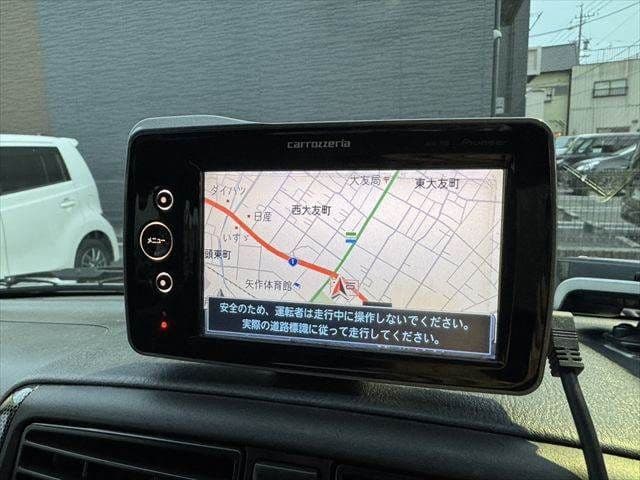 carrozzeria
Pioneer
大友局
東大友町
ダイハツ
西大友町
日産
いすゞ
メニュー
頭東町
1
矢作体育館
安全のため、運転者は走行中に操作しないでください。
実際の道路標識に従って走行してください。